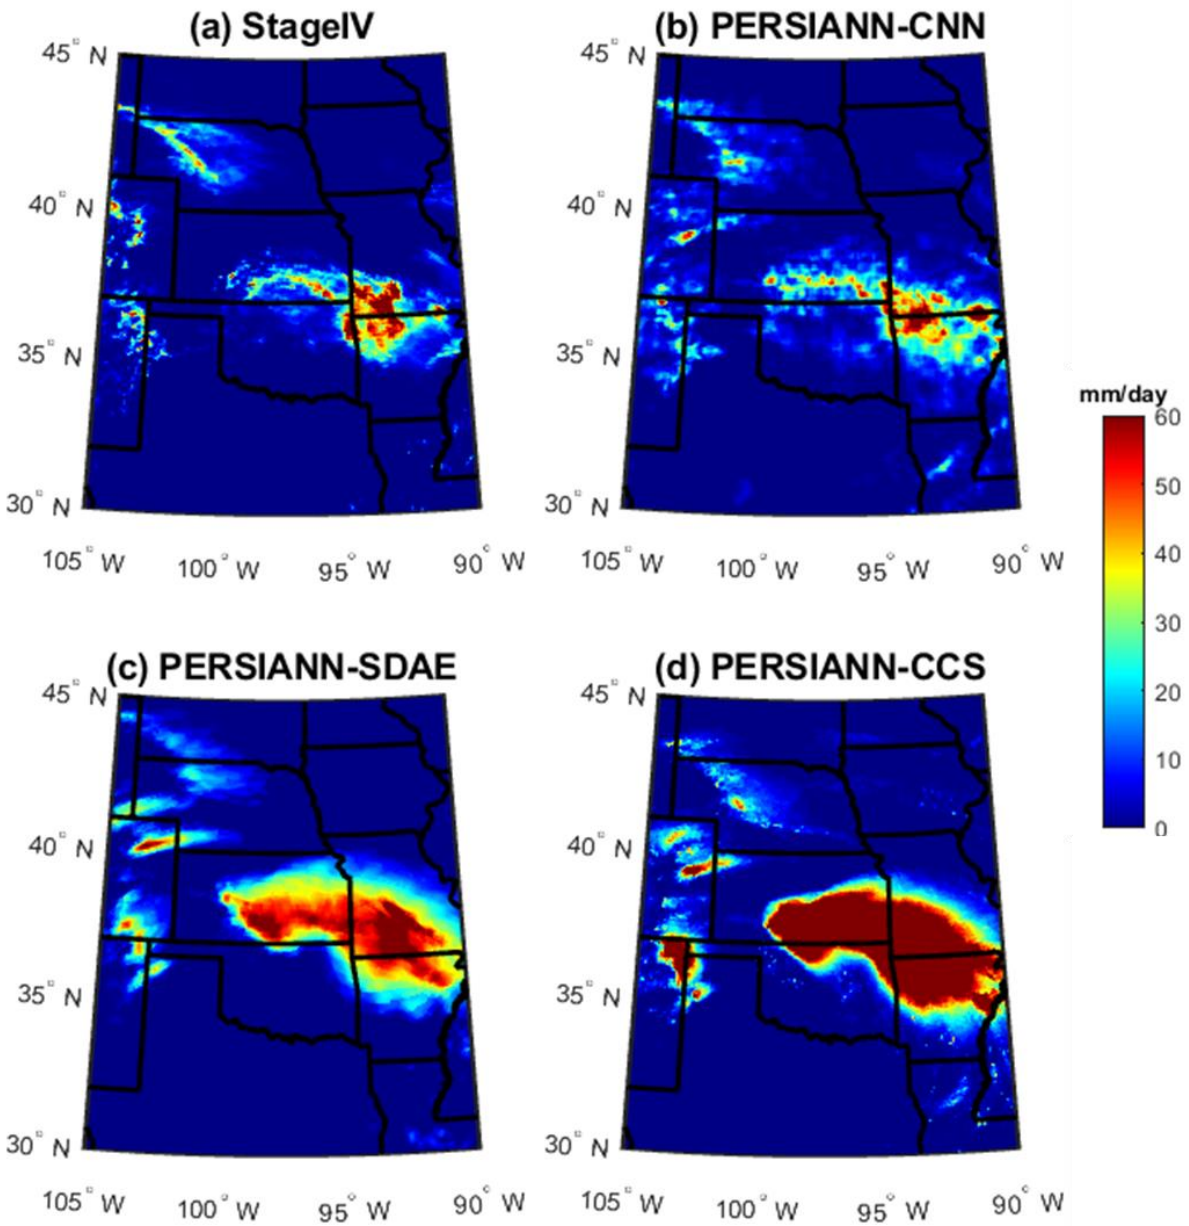 (a) StageIV
(b) PERSIANN-CNN
45° N
45° N
40° N
40° N
35° N
35° N
30° N
30° N
105° W 100° W 95° W 90° W
105° W 100° W 95° W 90° W
mm/day
60
50
40
30
20
10
0
(c) PERSIANN-SDAE
(d) PERSIANN-CCS
45° N
45° N
40° N
40° N
35° N
35° N
30° N
30° N
105° W 100° W 95° W 90° W
105° W 100° W 95° W 90° W